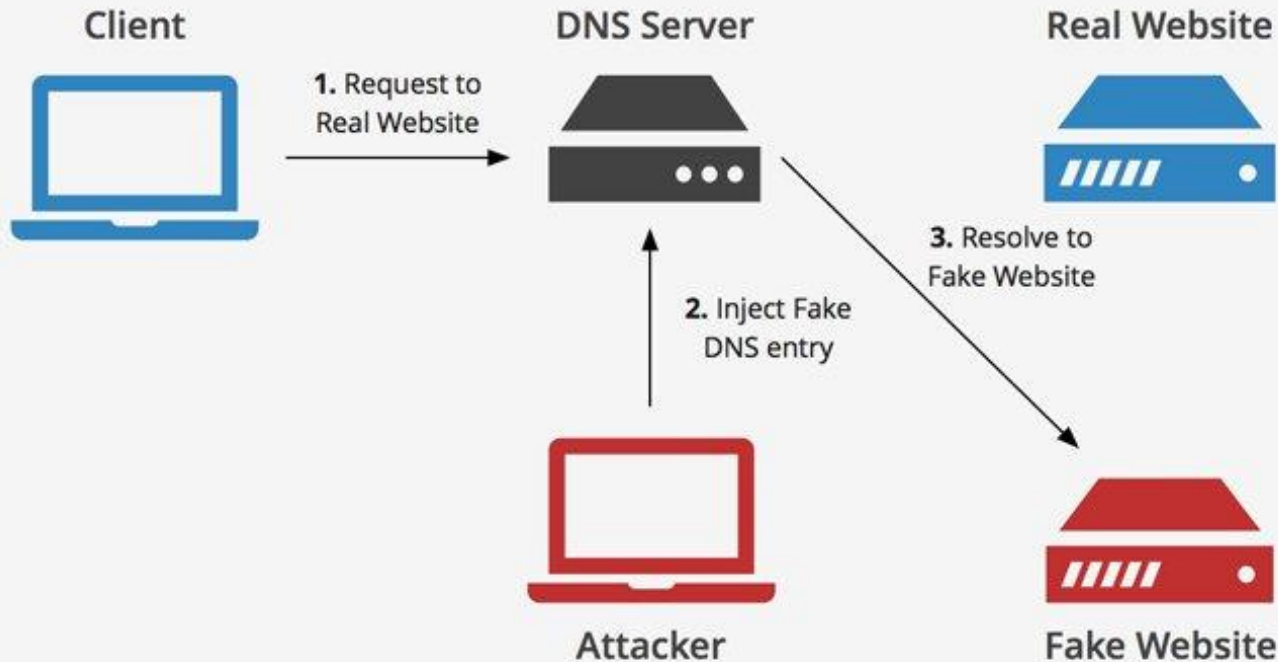 Client
DNS Server
Real Website
1. Request to
Real Website
3. Resolve to
Fake Website
2. Inject Fake
DNS entry
Attacker
Fake Website